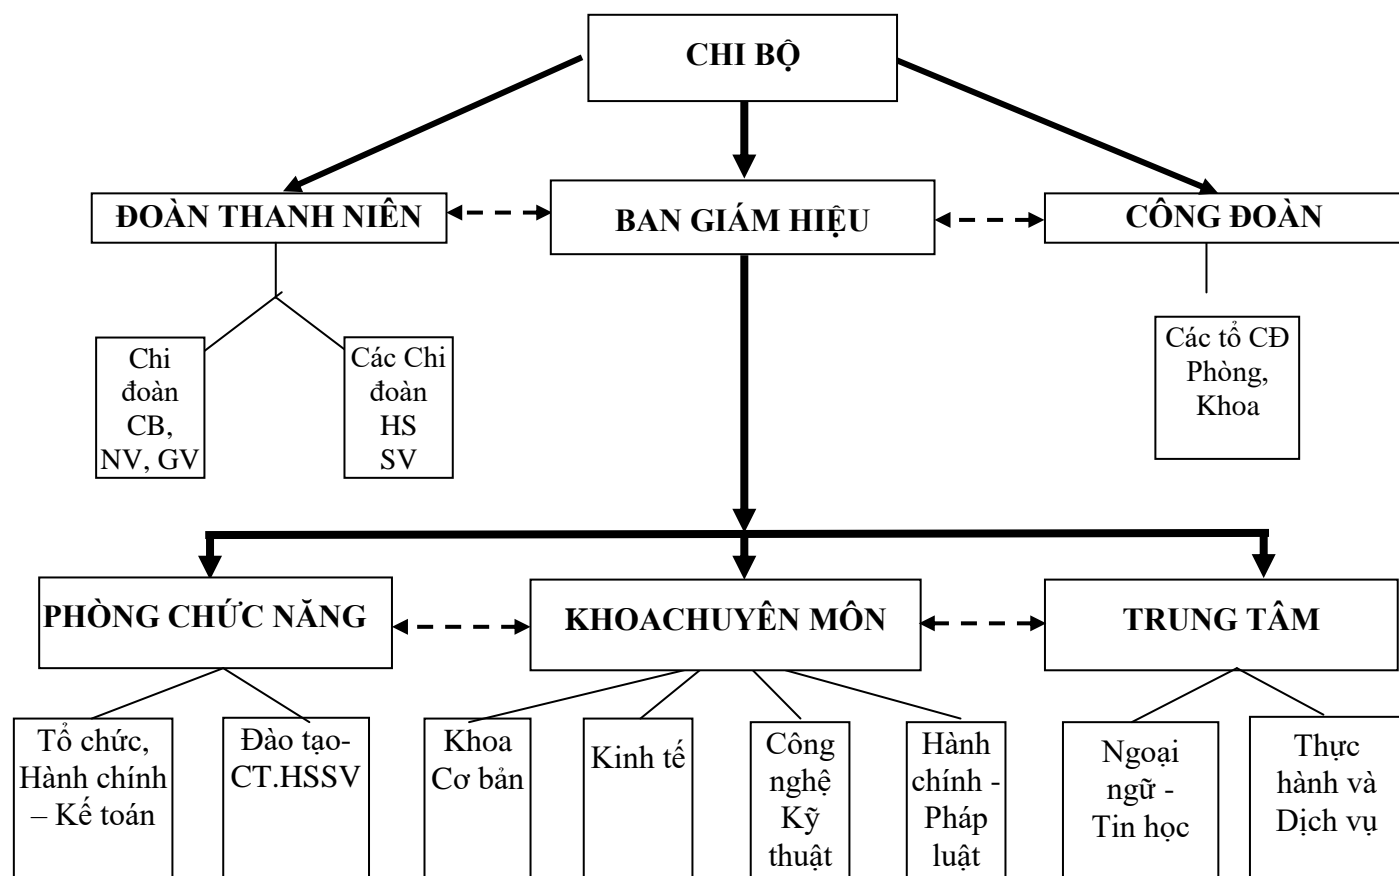 CHI BỘ
ĐOÀN THANH NIÊN
BAN GIÁM HIỆU
CÔNG ĐOÀN
Chi
đoàn
CB,
NV, GV
Các Chi
đoàn
HS
SV
Các tổ CĐ
Phòng,
Khoa
PHÒNG CHỨC NĂNG
KHOACHUYÊN MÔN
TRUNG TÂM
Tổ chức,
Hành chính
– Kế toán
Đào tạo-
CT.HSSV
Khoa
Cơ bản
Kinh tế
Công
nghệ
Kỹ
thuật
Hành
chính -
Pháp
luật
Ngoại
ngữ -
Tin học
Thực
hành và
Dịch vụ